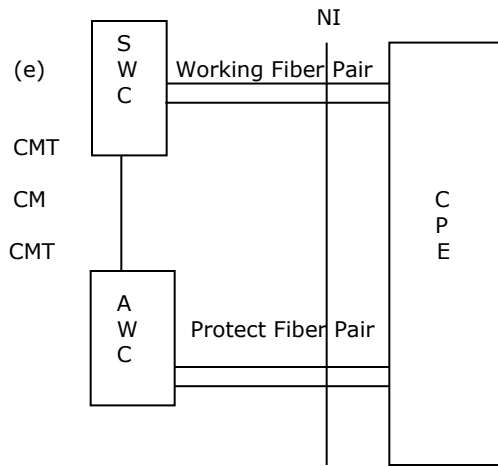 NI
(e)
S
W
C
Working Fiber Pair
CMT
CM
CMT
C
P
E
A
W
C
Protect Fiber Pair